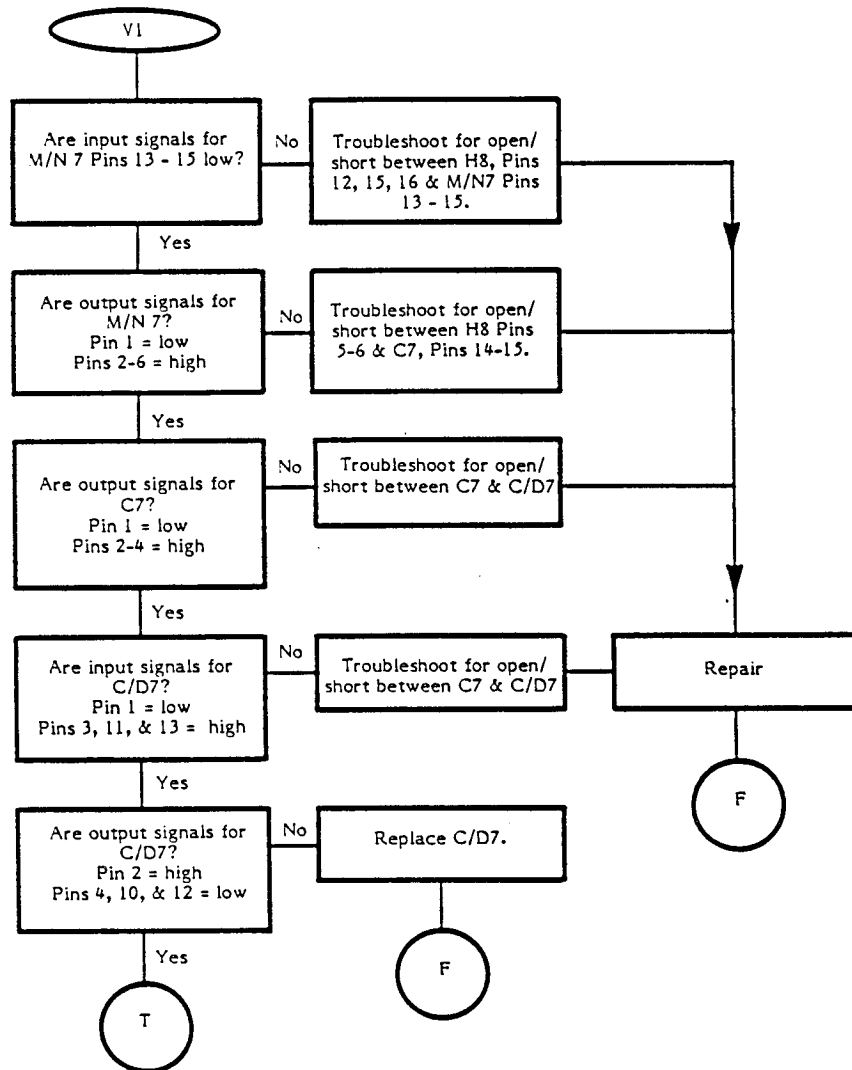 V1
Are input signals for
M/N 7 Pins 13 - 15 low?
No
Troubleshoot for open/
short between H8, Pins
12, 15, 16 & M/N7 Pins
13 - 15.
Yes
Are output signals for
M/N 7?
Pin 1 = low
Pins 2-6 = high
No
Troubleshoot for open/
short between H8 Pins
5-6 & C7, Pins 14-15.
Yes
Are output signals for
C7?
Pin 1 = low
Pins 2-4 = high
No
Troubleshoot for open/
short between C7 & C/D7
Yes
Are input signals for
C/D7?
Pin 1 = low
Pins 3, 11, & 13 = high
No
Troubleshoot for open/
short between C7 & C/D7
Repair
F
Yes
Are output signals for
C/D7?
Pin 2 = high
Pins 4, 10, & 12 = low
No
Replace C/D7.
F
Yes
T